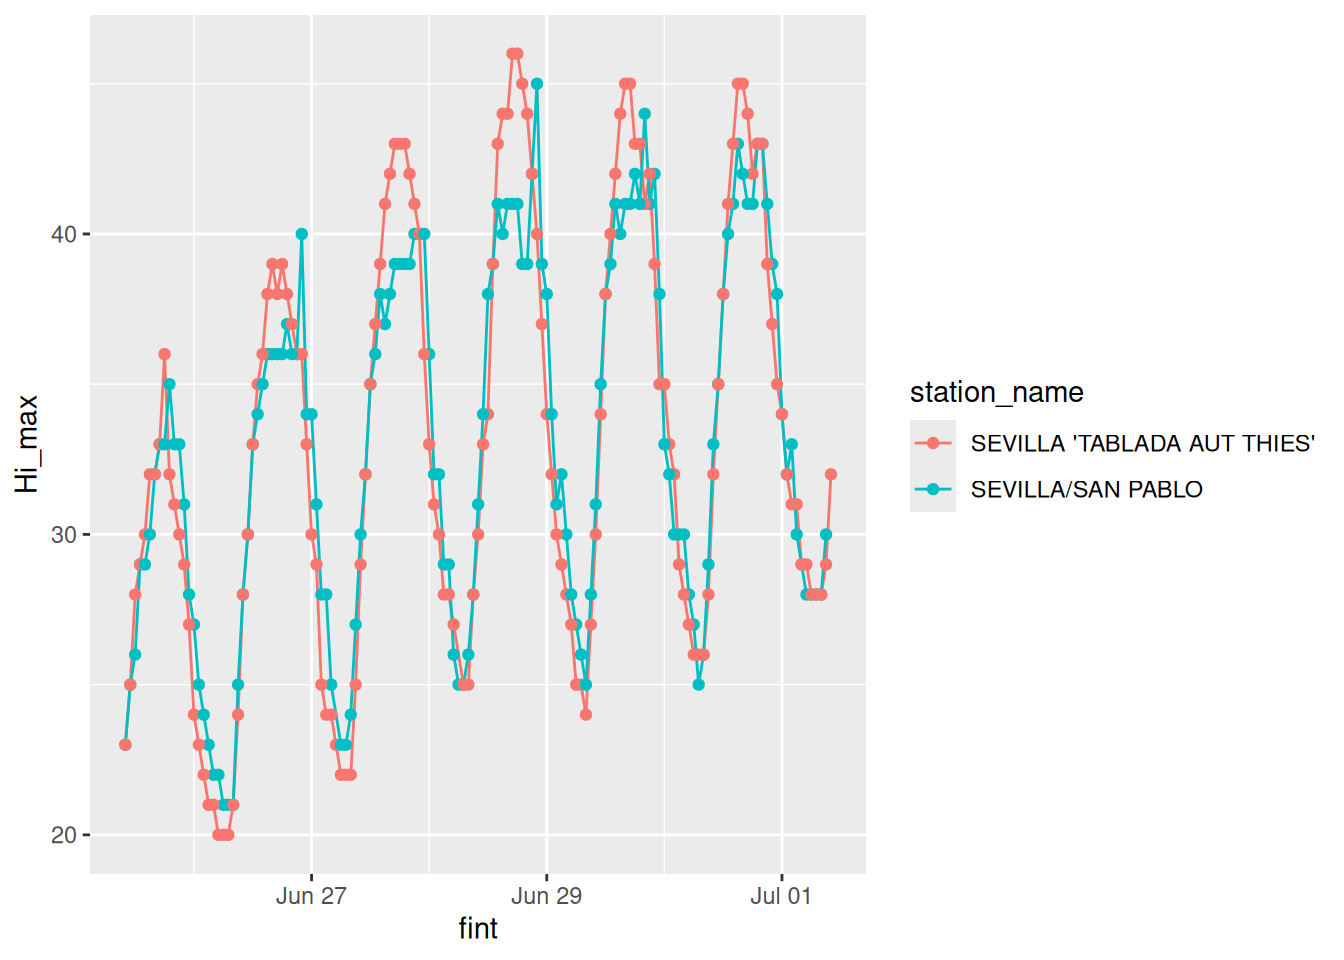 Hi_max
40
30
20
Jun 27
Jun 29
Jul 01
fint
station_name
SEVILLA 'TABLADA AUT THIES'
SEVILLA/SAN PABLO